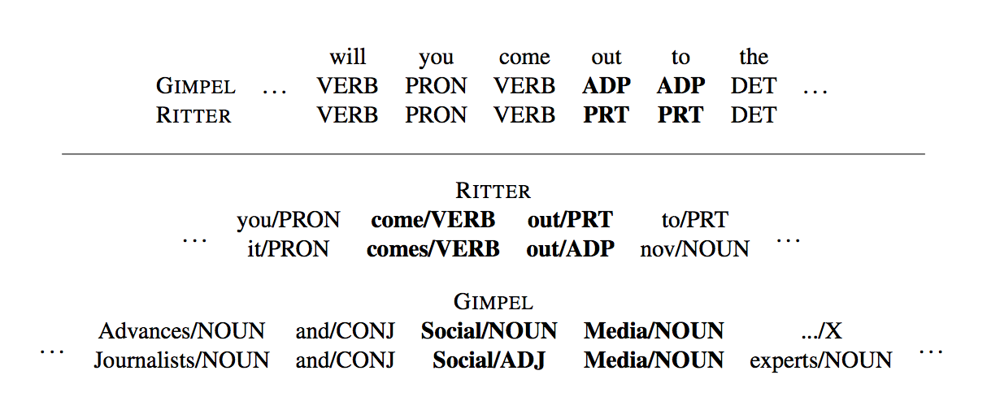 will you come out to the
GIMPEL ... VERB PRON VERB ADP ADP DET ...
RITTER VERB PRON VERB PRT PRT DET
RITTER
you/PRON come/VERB out/PRT to/PRT
... it/PRON comes/VERB out/ADP nov/NOUN ...
GIMPEL
Advances/NOUN and/CONJ Social/NOUN Media/NOUN .../X
... Journalists/NOUN and/CONJ Social/ADJ Media/NOUN experts/NOUN ...